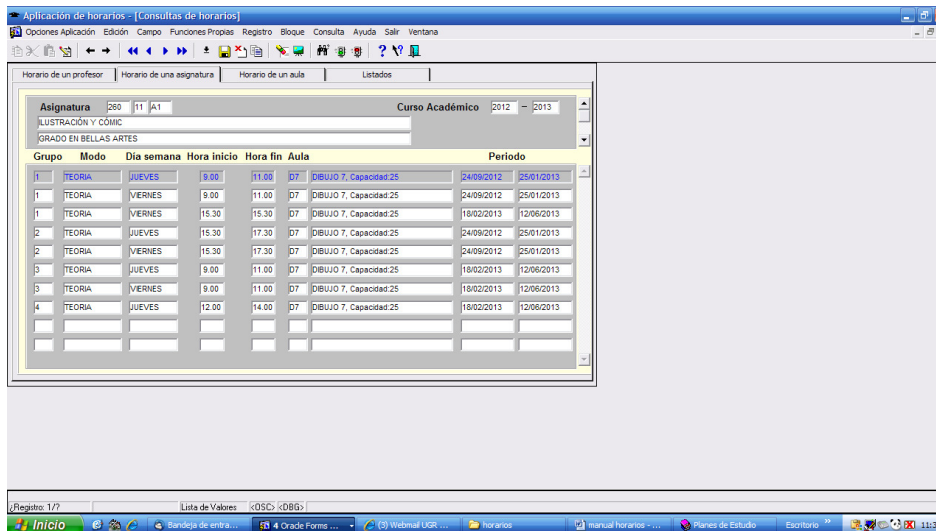 Aplicación de horarios - [Consultas de horarios]
Opciones Aplicación Edición Campo Funciones Propias Registro Bloque Consulta Ayuda Salir Ventana
Horario de un profesor Horario de una asignatura Horario de un aula Listados
Asignatura 260 11 A1 Curso Académico 2012 - 2013
ILUSTRACIÓN Y CÓMIC
GRADO EN BELLAS ARTES
Grupo Modo Día semana Hora inicio Hora fin Aula Periodo
1 TEORIA JUEVES 9.00 11.00 D7 DIBUJO 7, Capacidad:25 24/09/2012 25/01/2013
1 TEORIA VIERNES 9.00 11.00 D7 DIBUJO 7, Capacidad:25 24/09/2012 25/01/2013
1 TEORIA VIERNES 15.30 15.30 D7 DIBUJO 7, Capacidad:25 18/02/2013 12/06/2013
2 TEORIA JUEVES 15.30 17.30 D7 DIBUJO 7, Capacidad:25 24/09/2012 25/01/2013
2 TEORIA VIERNES 15.30 17.30 D7 DIBUJO 7, Capacidad:25 24/09/2012 25/01/2013
3 TEORIA JUEVES 9.00 11.00 D7 DIBUJO 7, Capacidad:25 18/02/2013 12/06/2013
3 TEORIA VIERNES 9.00 11.00 D7 DIBUJO 7, Capacidad:25 18/02/2013 12/06/2013
4 TEORIA JUEVES 12.00 14.00 D7 DIBUJO 7, Capacidad:25 18/02/2013 12/06/2013
¿Registro: 1/? Lista de Valores <OSC> <DBG>
Inicio Bandeja de entra... 4 Oracle Forms ... (3) Webmail UGR ... horarios manual horarios - ... Planes de Estudio Escritorio » 11:3